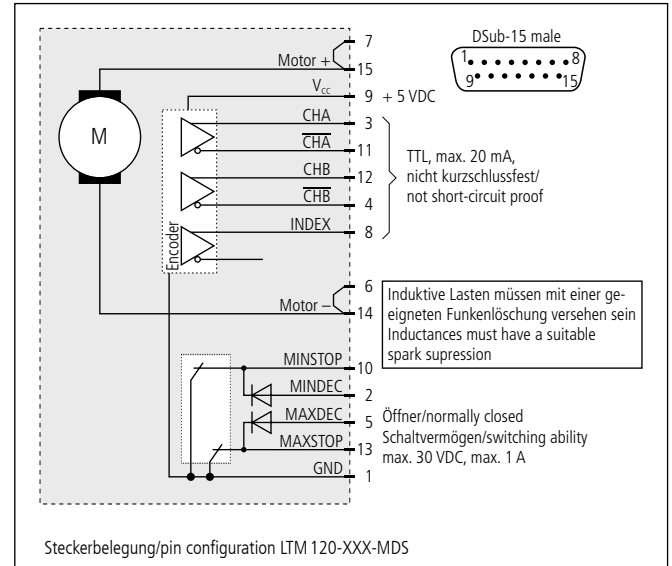 DSub-15 male
1 8
9 15
7
Motor +
15
Vcc
9 + 5 VDC
CHA
3
CHA
11
CHB
12
CHB
4
INDEX
8
TTL, max. 20 mA,
nicht kurzschlussfest/
not short-circuit proof
M
Encoder
6
Motor –
14
Induktive Lasten müssen mit einer ge-
eigneten Funkenlöschung versehen sein
Inductances must have a suitable
spark supression
MINSTOP
10
MINDEC
2
MAXDEC
5
MAXSTOP
13
GND
1
Öffner/normally closed
Schaltvermögen/switching ability
max. 30 VDC, max. 1 A
Steckerbelegung/pin configuration LTM 120-XXX-MDS